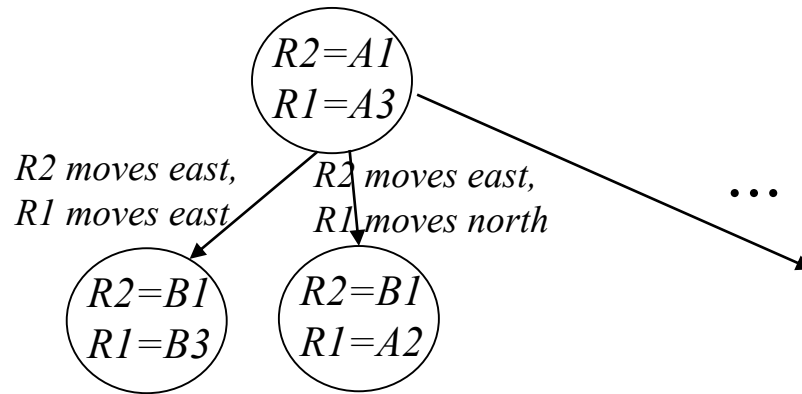 R2=A1
R1=A3
R2 moves east,
R1 moves east
R2 moves east,
R1 moves north
...
R2=B1
R1=B3
R2=B1
R1=A2